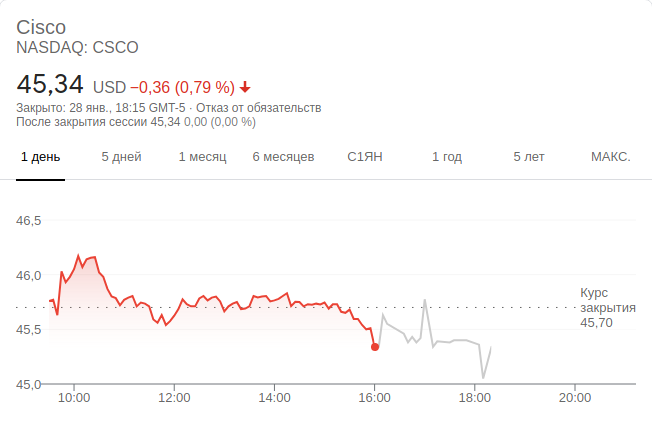 Cisco
NASDAQ: CSCO
45,34 USD −0,36 (0,79 %)
Закрыто: 28 янв., 18:15 GMT-5 · Отказ от обязательств
После закрытия сессии 45,34 0,00 (0,00 %)
1 день 5 дней 1 месяц 6 месяцев С1ЯН 1 год 5 лет МАКС.
46,5
46,0
Курс
закрытия
45,70
45,5
45,0
10:00 12:00 14:00 16:00 18:00 20:00